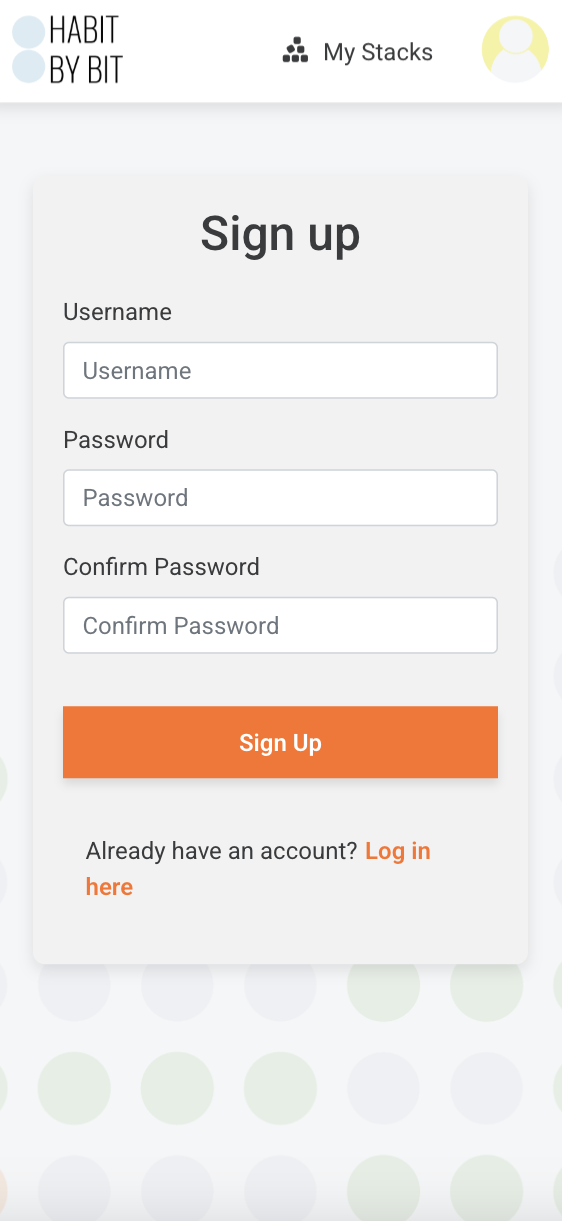 HABIT
BY BIT
My Stacks
Sign up
Username
Username
Password
Password
Confirm Password
Confirm Password
Sign Up
Already have an account? Log in
here